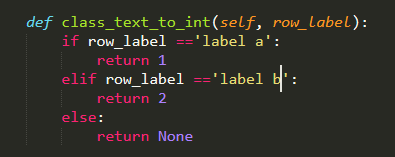 def class_text_to_int(self, row_label):
    if row_label =='label a':
        return 1
    elif row_label =='label b':
        return 2
    else:
        return None